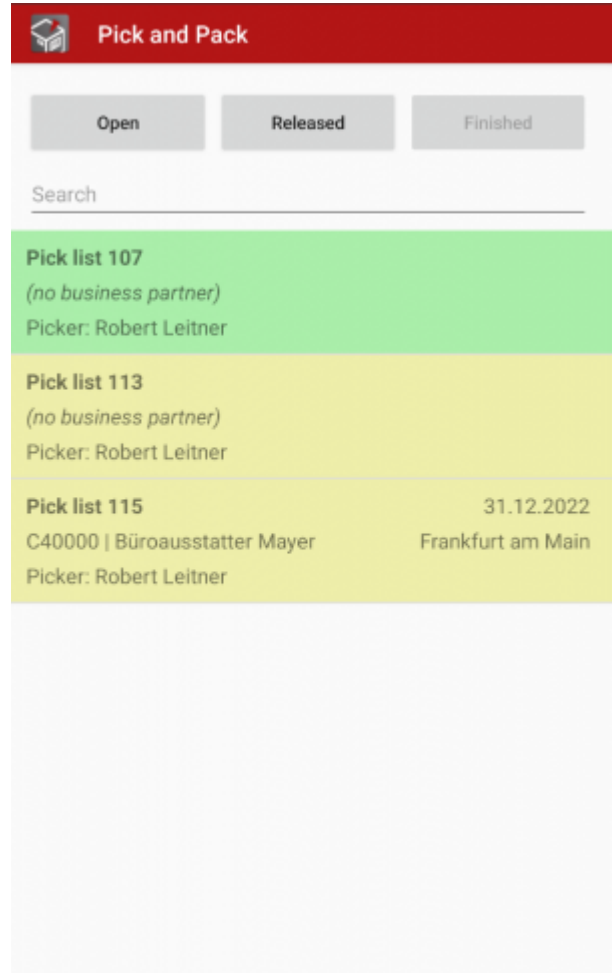 Pick and Pack
Open Released Finished
Search
Pick list 107
(no business partner)
Picker: Robert Leitner
Pick list 113
(no business partner)
Picker: Robert Leitner
Pick list 115 31.12.2022
C40000 | Büroausstatter Mayer Frankfurt am Main
Picker: Robert Leitner